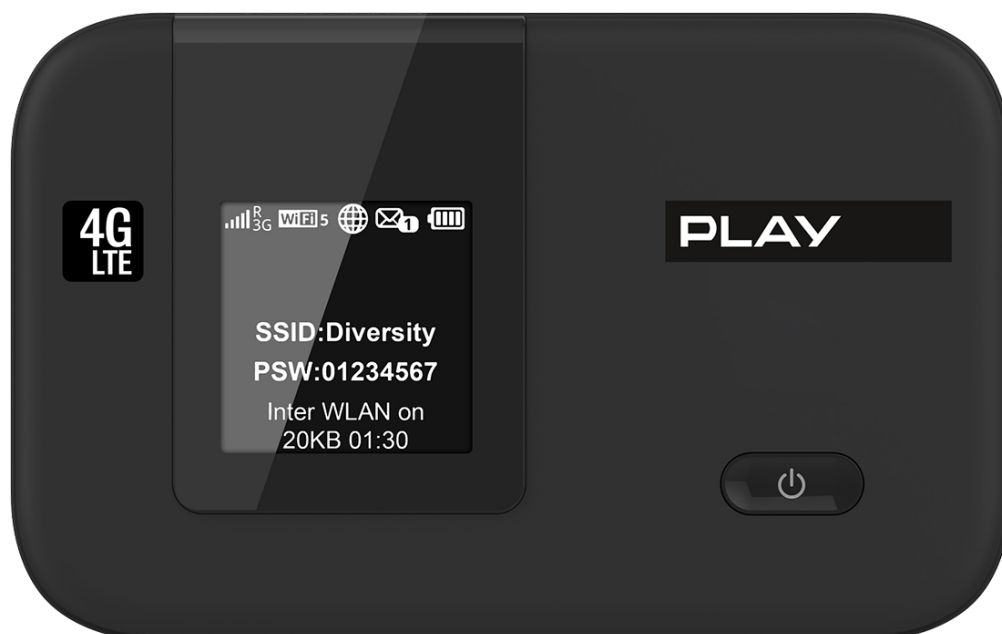 4G
LTE
R
3G
WiFi 5
1
SSID:Diversity
PSW:01234567
Inter WLAN on
20KB 01:30
PLAY